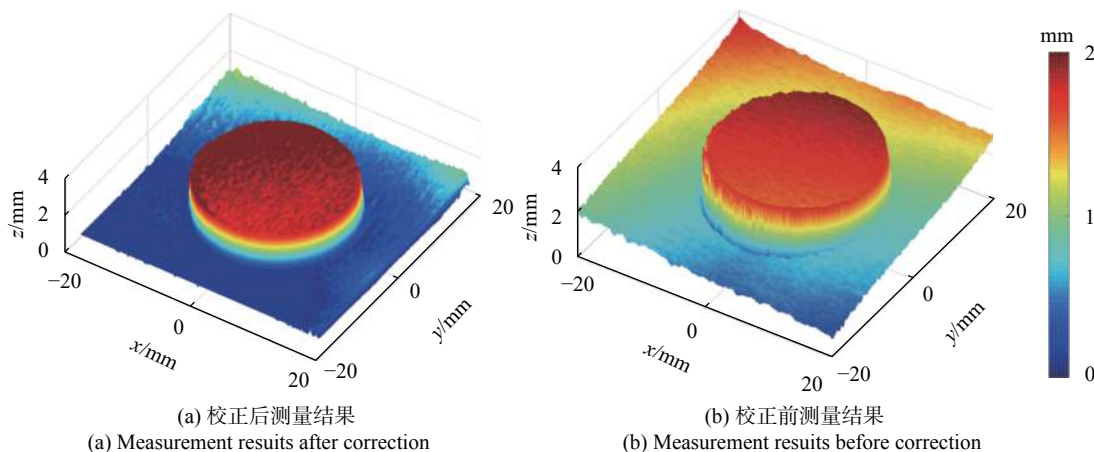 mm
2
1
0
4
2
0
z/mm
−20
0
20
x/mm
−20
0
20
y/mm
4
2
0
z/mm
−20
0
20
x/mm
−20
0
20
y/mm
(a) 校正后测量结果
(a) Measurement resuits after correction
(b) 校正前测量结果
(b) Measurement resuits before correction